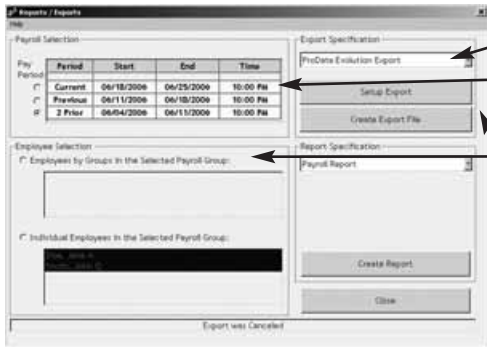 Reports / Exports
Help
Payroll Selection
Pay Period
Period Start End Time
Current 06/18/2006 06/25/2006 10:00 PM
Previous 06/11/2006 06/18/2006 10:00 PM
2 Prior 06/04/2006 06/11/2006 10:00 PM
Export Specification
ProData Evolution Export
Setup Export
Create Export File
Employee Selection
Employees by Groups in the Selected Payroll Group:
Individual Employees in the Selected Payroll Group:
Report Specification
Payroll Report
Create Report
Close
Export was Canceled